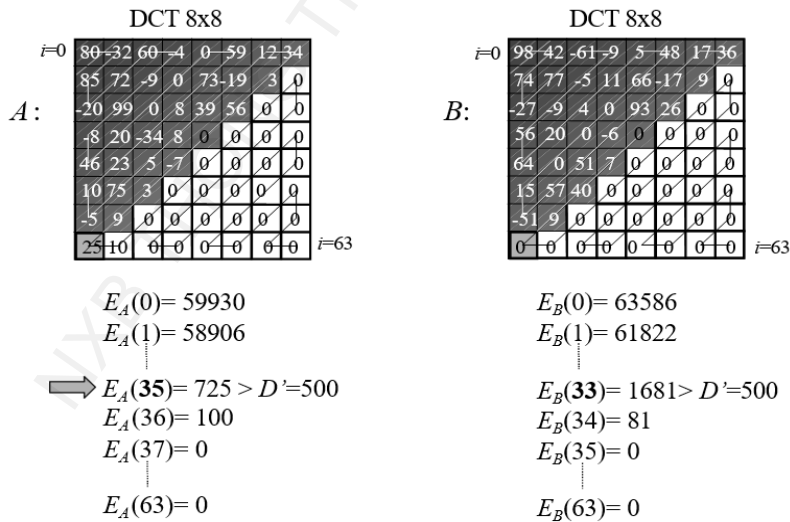 DCT 8x8
DCT 8x8
i=0
80 -32 60 -4 0 -59 12 34
85 72 -9 0 73 -19 3 0
-20 99 0 8 39 56 0 0
-8 20 -34 8 0 0 0 0
46 23 5 -7 0 0 0 0
10 75 3 0 0 0 0 0
-5 9 0 0 0 0 0 0
25 10 0 0 0 0 0 0
i=63
A:
i=0
98 -42 -61 -9 5 -48 17 36
74 77 -5 11 66 -17 9 0
-27 -9 4 0 93 26 0 0
56 20 0 -6 0 0 0 0
64 0 51 7 0 0 0 0
15 57 40 0 0 0 0 0
-51 9 0 0 0 0 0 0
0 0 0 0 0 0 0 0
i=63
B:
E_A(0)= 59930
E_A(1)= 58906
E_A(35)= 725 > D’=500
E_A(36)= 100
E_A(37)= 0
E_A(63)= 0
E_B(0)= 63586
E_B(1)= 61822
E_B(33)= 1681> D’=500
E_B(34)= 81
E_B(35)= 0
E_B(63)= 0
NXB